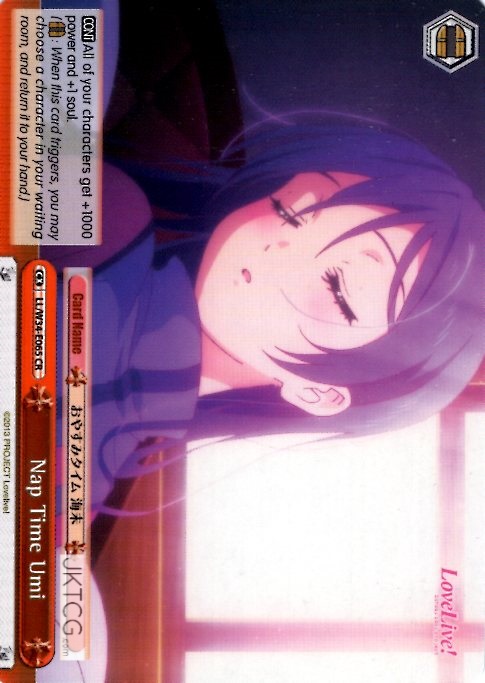 [CONT] All of your characters get +1000
power and +1 soul.
( : When this card triggers, you may
choose a character in your waiting
room, and return it to your hand.)
Card Name
おやすみタイム 海未
CX
LL/W34-E065 CR
Nap Time Umi
©2013 PROJECT Lovelive!
JKTCG.com
LoveLive!